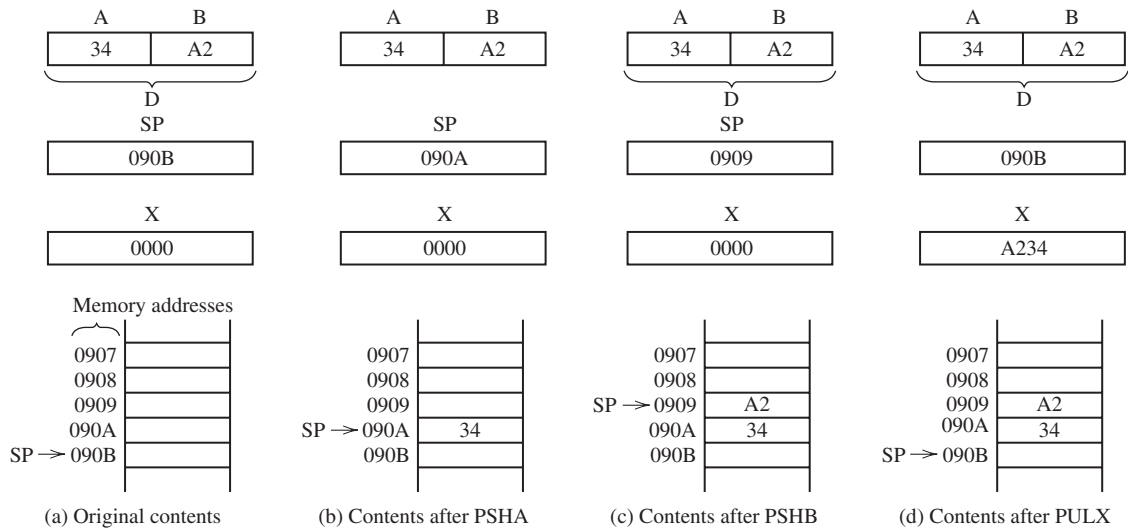 A B
34 A2
D
SP
090B
X
0000
Memory addresses
0907
0908
0909
090A
SP 090B
(a) Original contents
A B
34 A2
SP
090A
X
0000
0907
0908
0909
SP 090A 34
090B
(b) Contents after PSHA
A B
34 A2
D
SP
0909
X
0000
0907
0908
SP 0909 A2
090A 34
090B
(c) Contents after PSHB
A B
34 A2
D
090B
X
A234
0907
0908
0909 A2
090A 34
SP 090B
(d) Contents after PULX